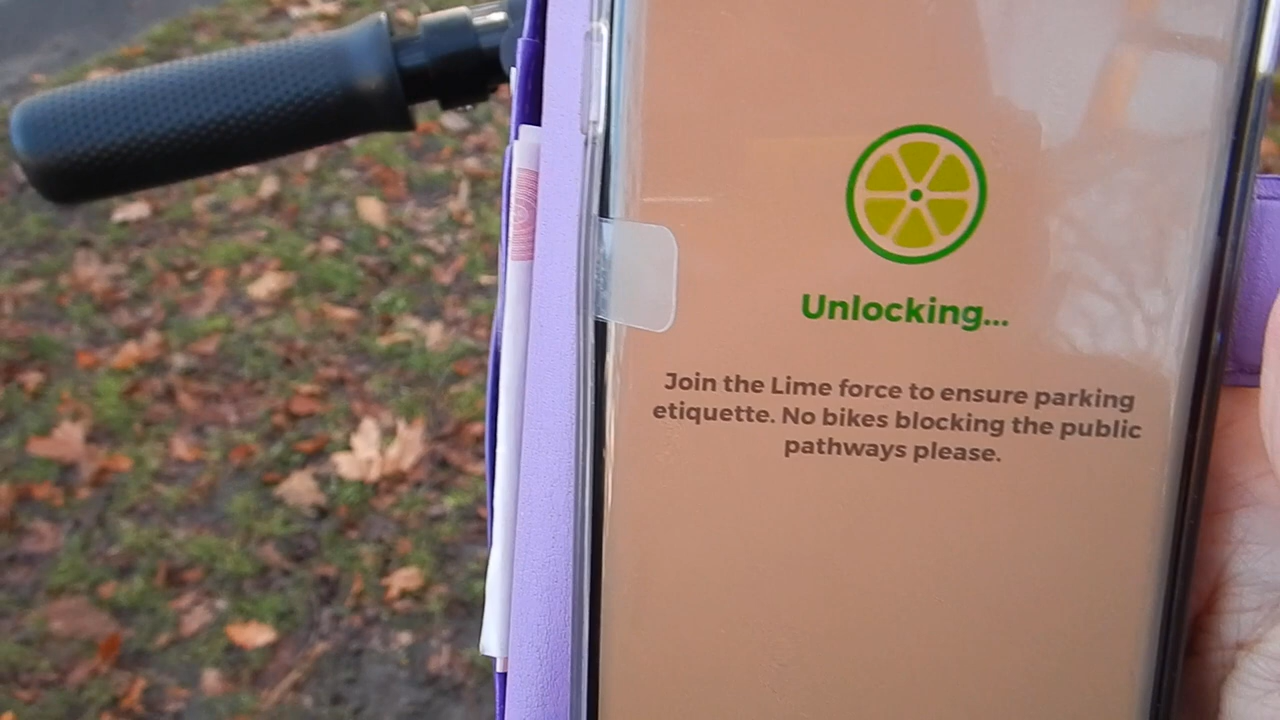 Unlocking...
Join the Lime force to ensure parking
etiquette. No bikes blocking the public
pathways please.